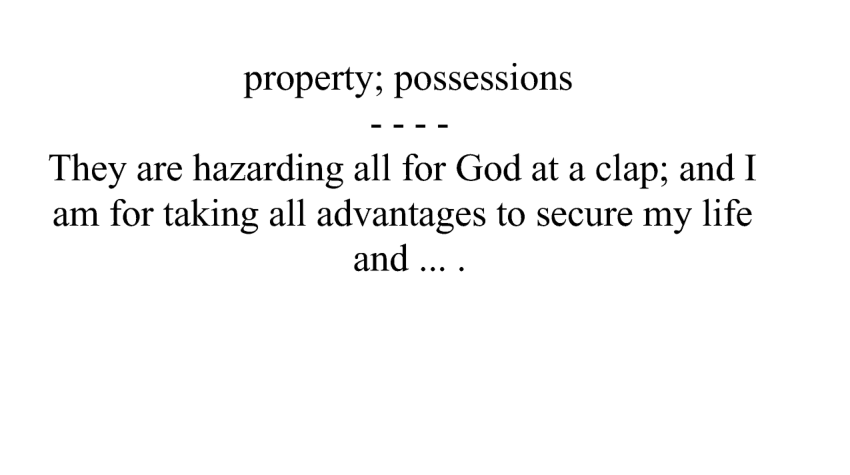 property; possessions
- - - -
They are hazarding all for God at a clap; and I
am for taking all advantages to secure my life
and ... .